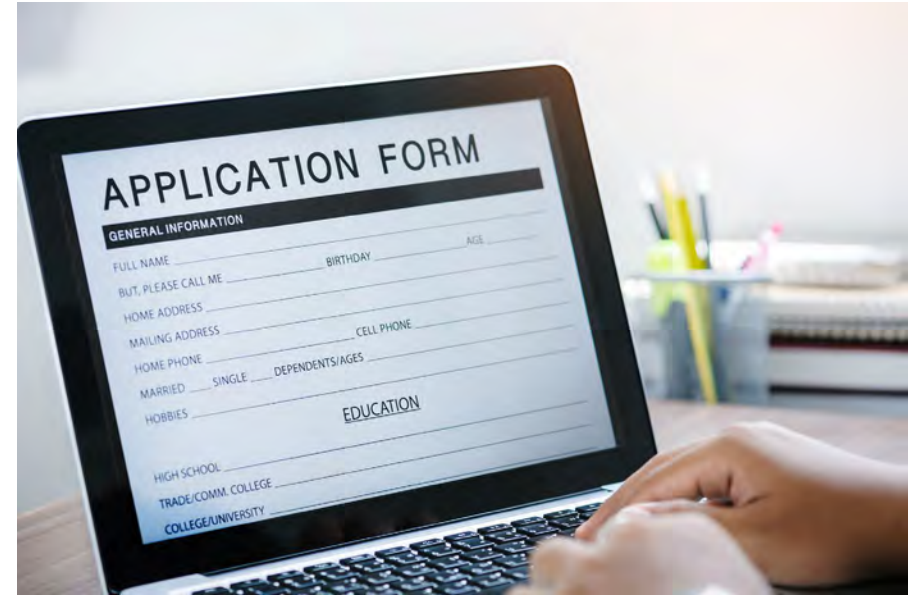 APPLICATION FORM
GENERAL INFORMATION
FULL NAME
BUT, PLEASE CALL ME BIRTHDAY AGE
HOME ADDRESS
MAILING ADDRESS
HOME PHONE CELL PHONE
MARRIED SINGLE DEPENDENTS/AGES
HOBBIES
EDUCATION
HIGH SCHOOL
TRADE/COMM. COLLEGE
COLLEGE/UNIVERSITY